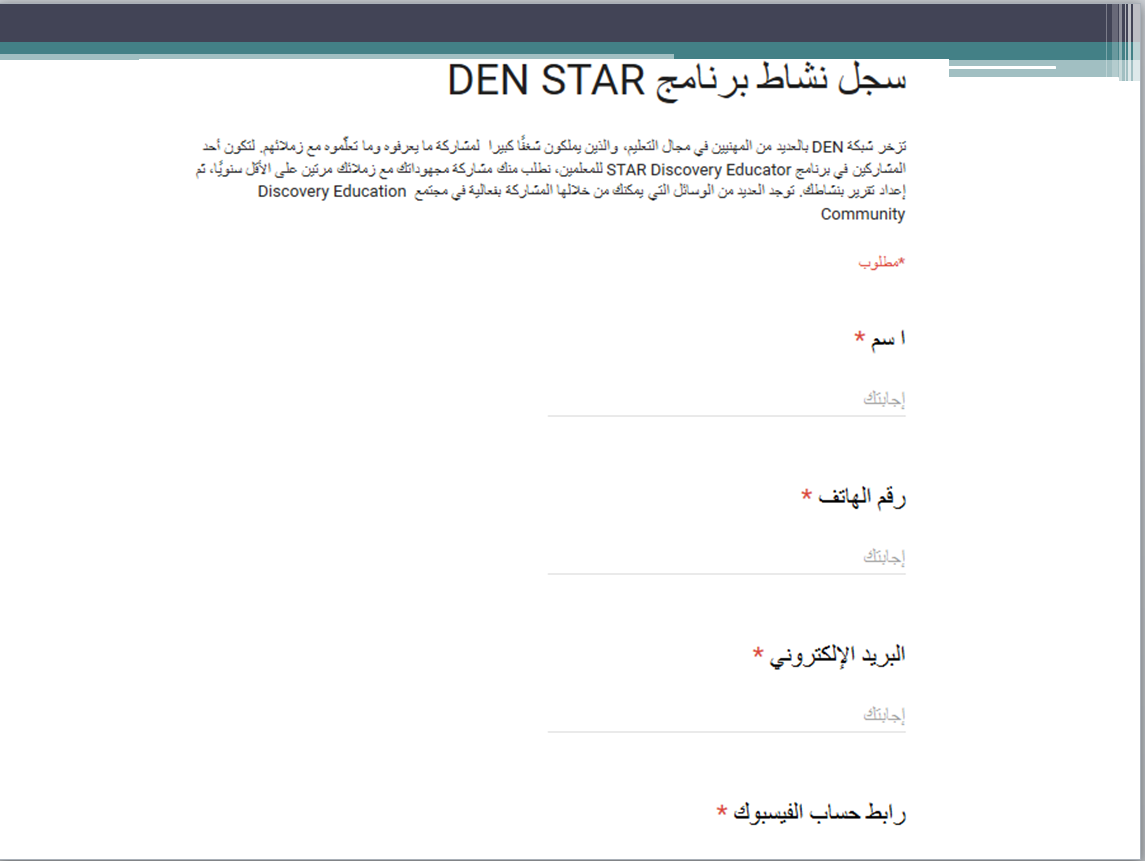 سجل نشاط برنامج DEN STAR
تزخر شبكة DEN بالعديد من المهنيين في مجال التعليم، والذين يملكون شغفًا كبيرا لمشاركة ما يعرفوه وما تعلّموه مع زملائهم. لتكون أحد
المشاركين في برنامج STAR Discovery Educator للمعلمين، نطلب منك مشاركة مجهوداتك مع زملائك مرتين على الأقل سنويًا، ثم
إعداد تقرير بنشاطك. توجد العديد من الوسائل التي يمكنك من خلالها المشاركة بفعالية في مجتمع Discovery Education
Community
*مطلوب
ا سم *
إجابتك
رقم الهاتف *
إجابتك
البريد الإلكتروني *
إجابتك
رابط حساب الفيسبوك *